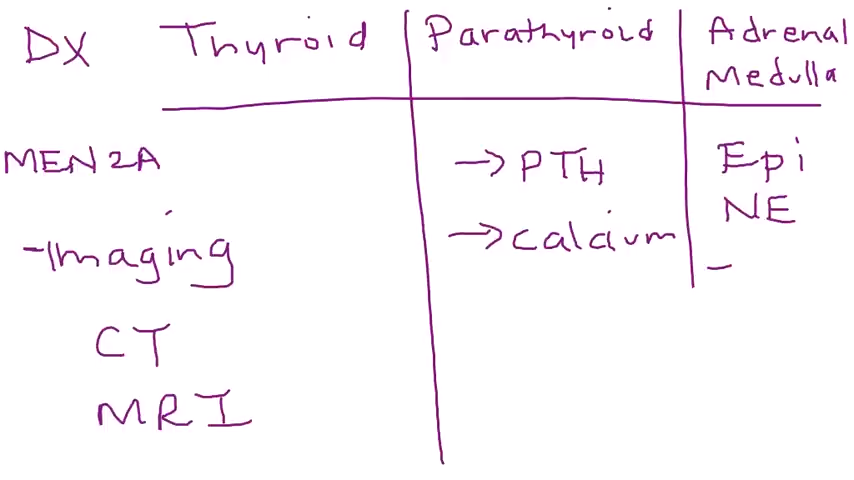 DX Thyroid Parathyroid Adrenal
Medulla
MEN 2A → PTH Epi
NE
-Imaging → Calcium –
CT
MRI